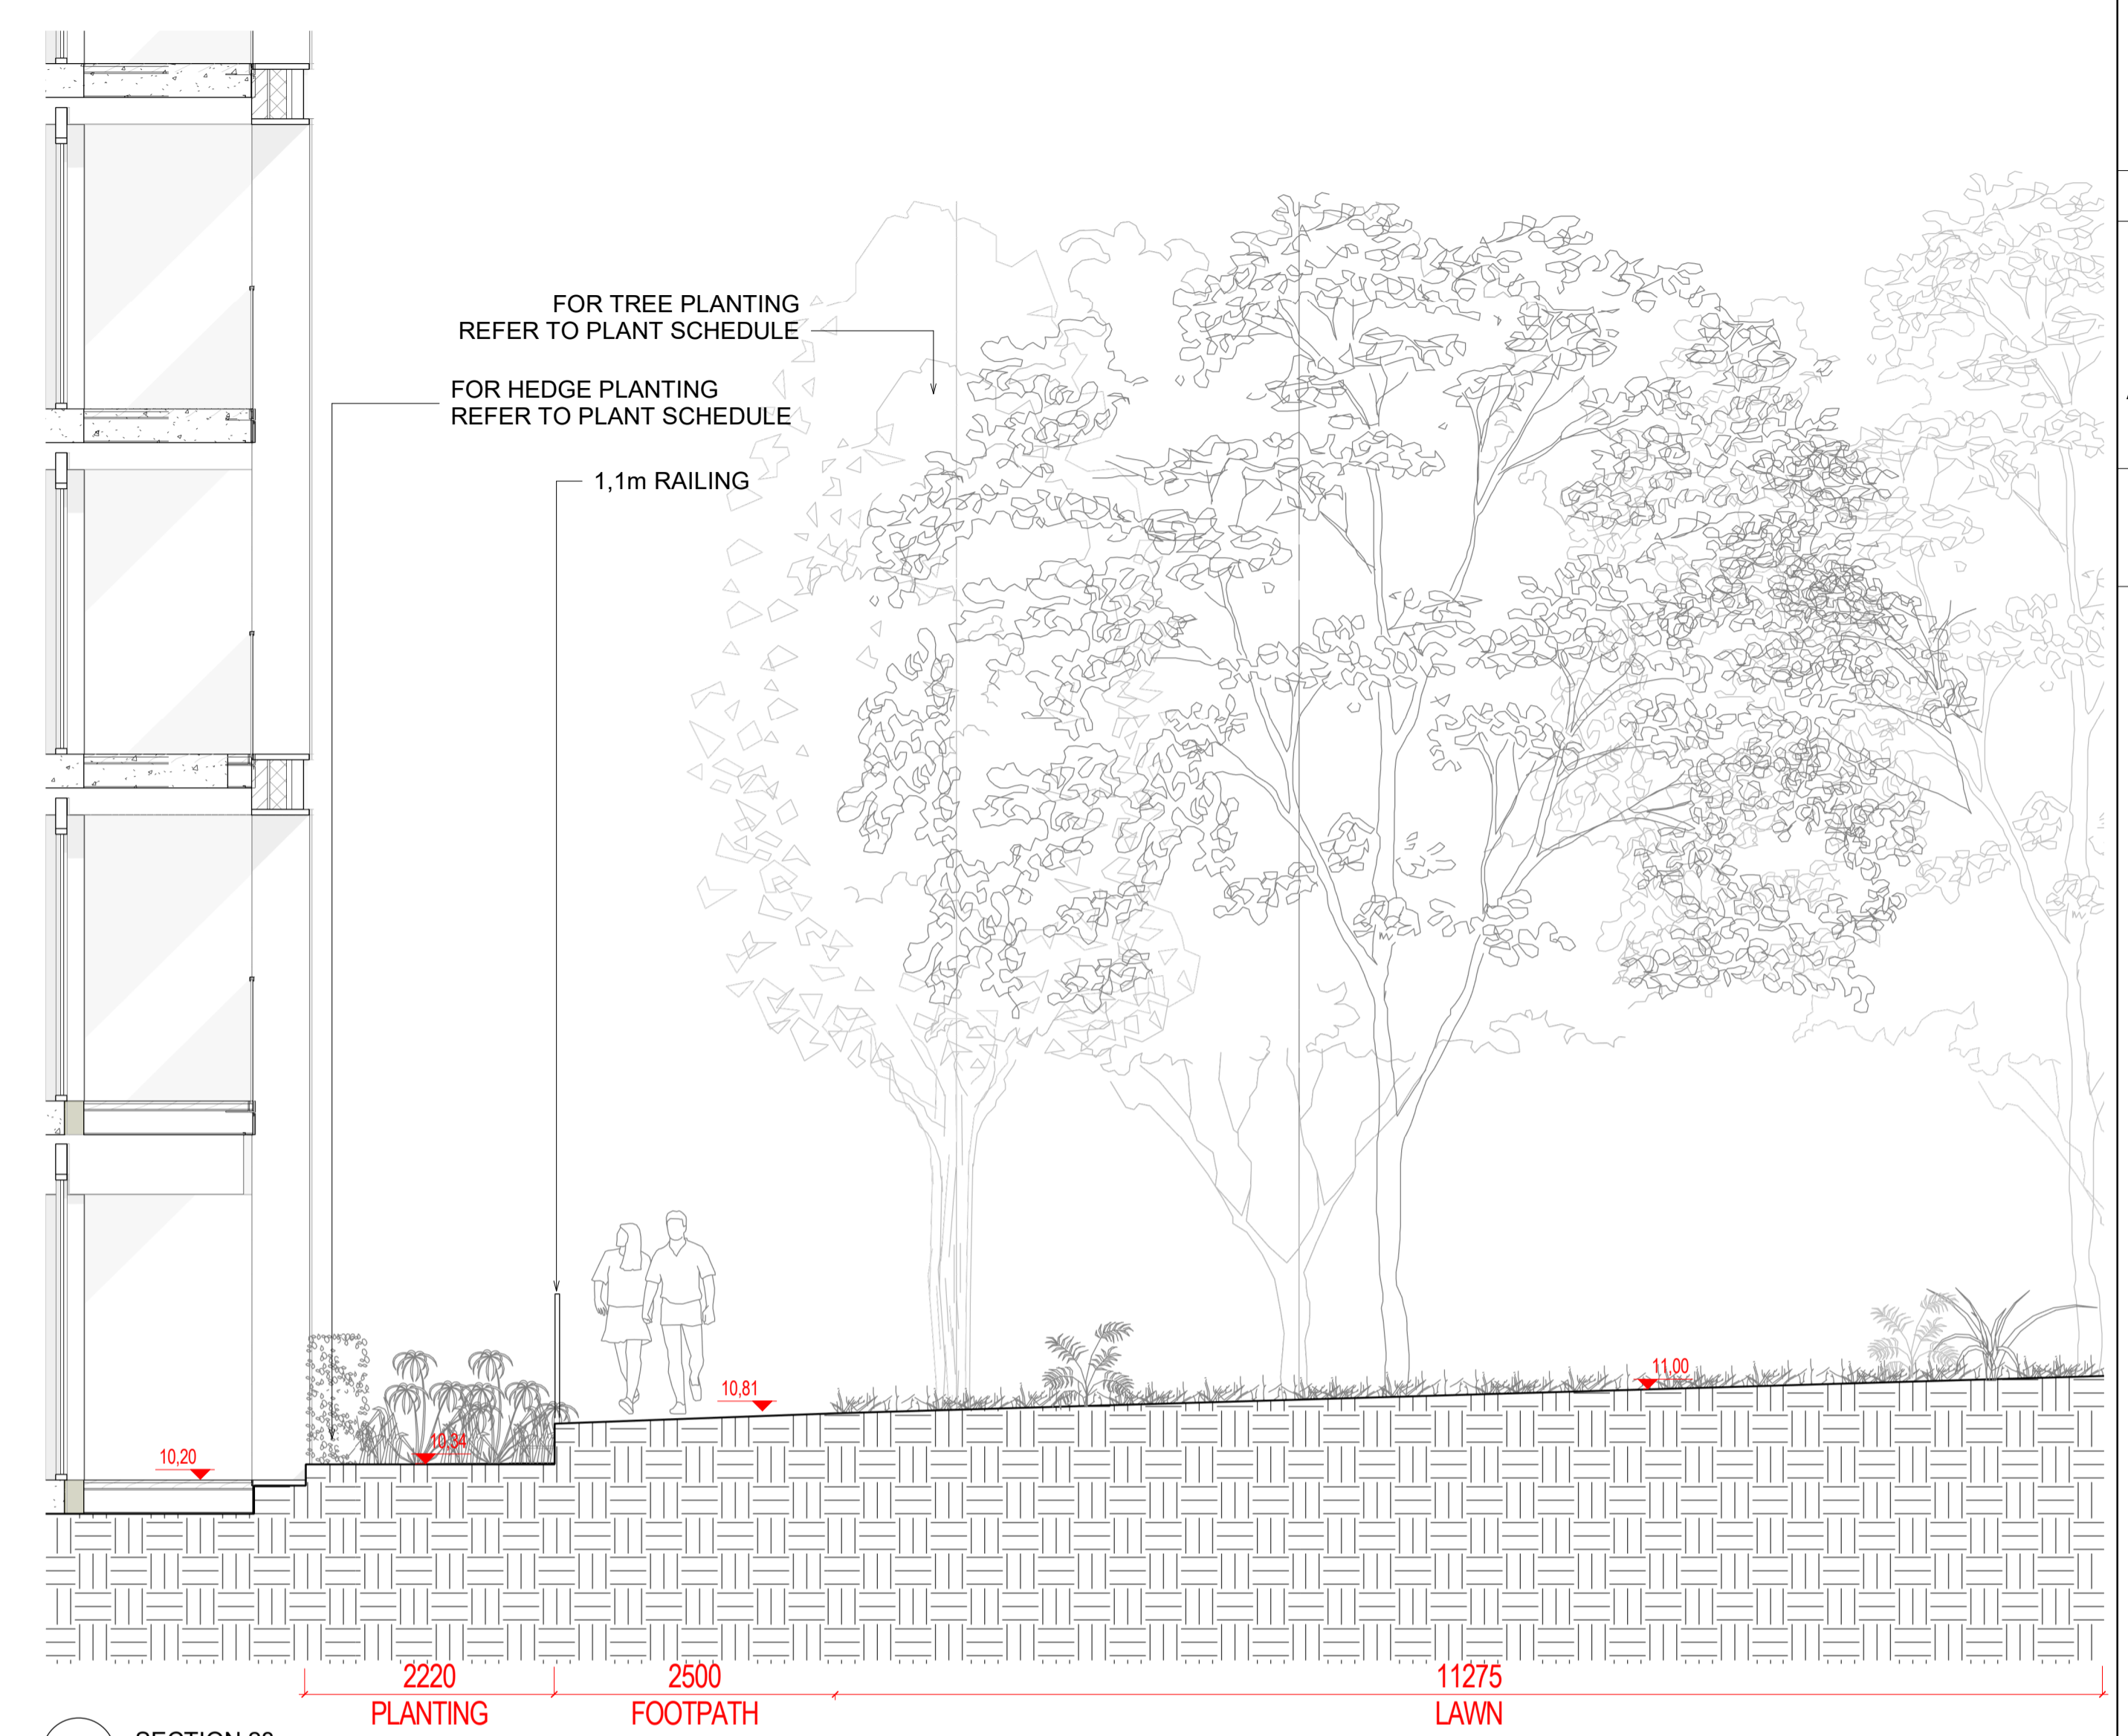 FOR TREE PLANTING
REFER TO PLANT SCHEDULE
FOR HEDGE PLANTING
REFER TO PLANT SCHEDULE
1,1m RAILING
10,81
11,00
10,34
10,20
2220
2500
11275
PLANTING
FOOTPATH
LAWN
SECTION